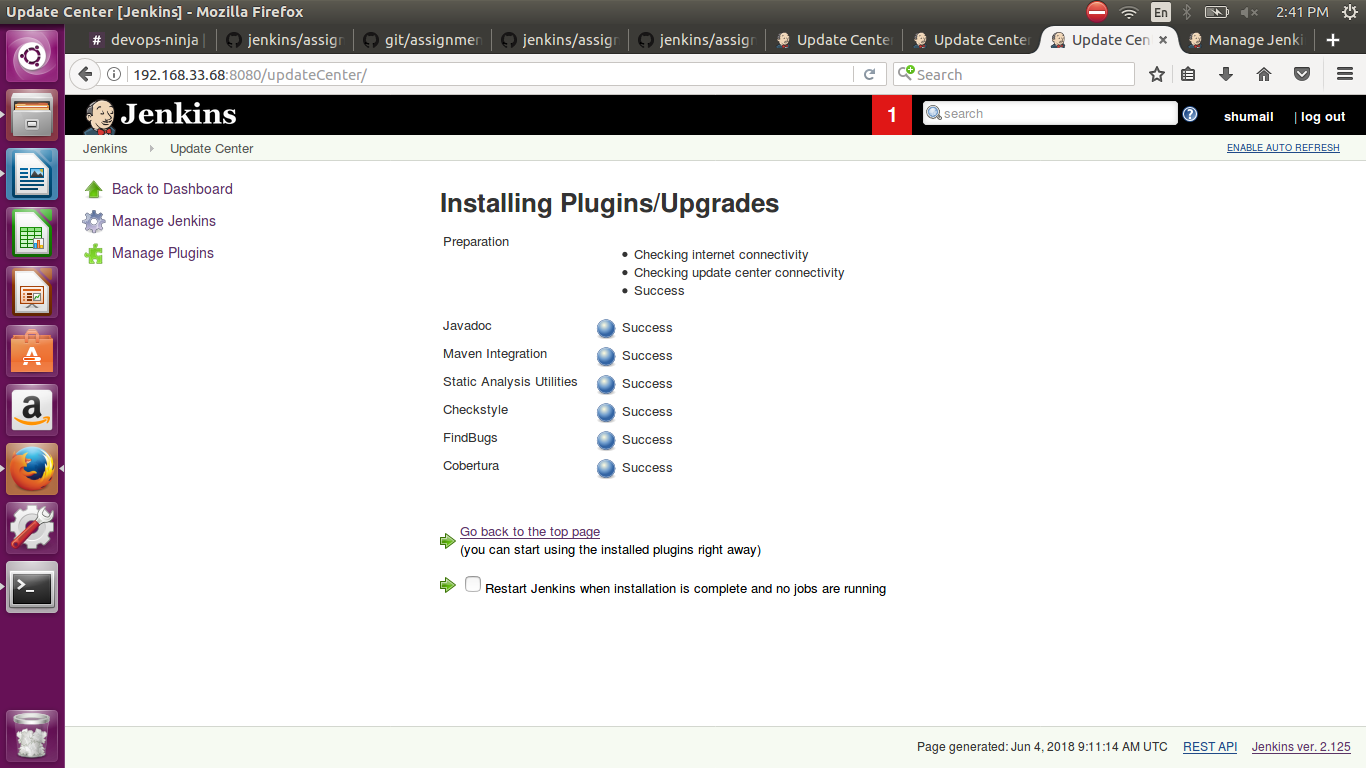 Update Center [Jenkins] - Mozilla Firefox
En
2:41 PM
# devops-ninja
jenkins/assign
git/assignmen
jenkins/assign
jenkins/assign
Update Cente
Update Center
Update Cen ×
Manage Jenki
192.168.33.68:8080/updateCenter/
Search
Jenkins
1
search
shumail
| log out
Jenkins
Update Center
ENABLE AUTO REFRESH
Back to Dashboard
Manage Jenkins
Manage Plugins
Installing Plugins/Upgrades
Preparation
• Checking internet connectivity
• Checking update center connectivity
• Success
Javadoc Success
Maven Integration Success
Static Analysis Utilities Success
Checkstyle Success
FindBugs Success
Cobertura Success
Go back to the top page
(you can start using the installed plugins right away)
Restart Jenkins when installation is complete and no jobs are running
Page generated: Jun 4, 2018 9:11:14 AM UTC
REST API
Jenkins ver. 2.125